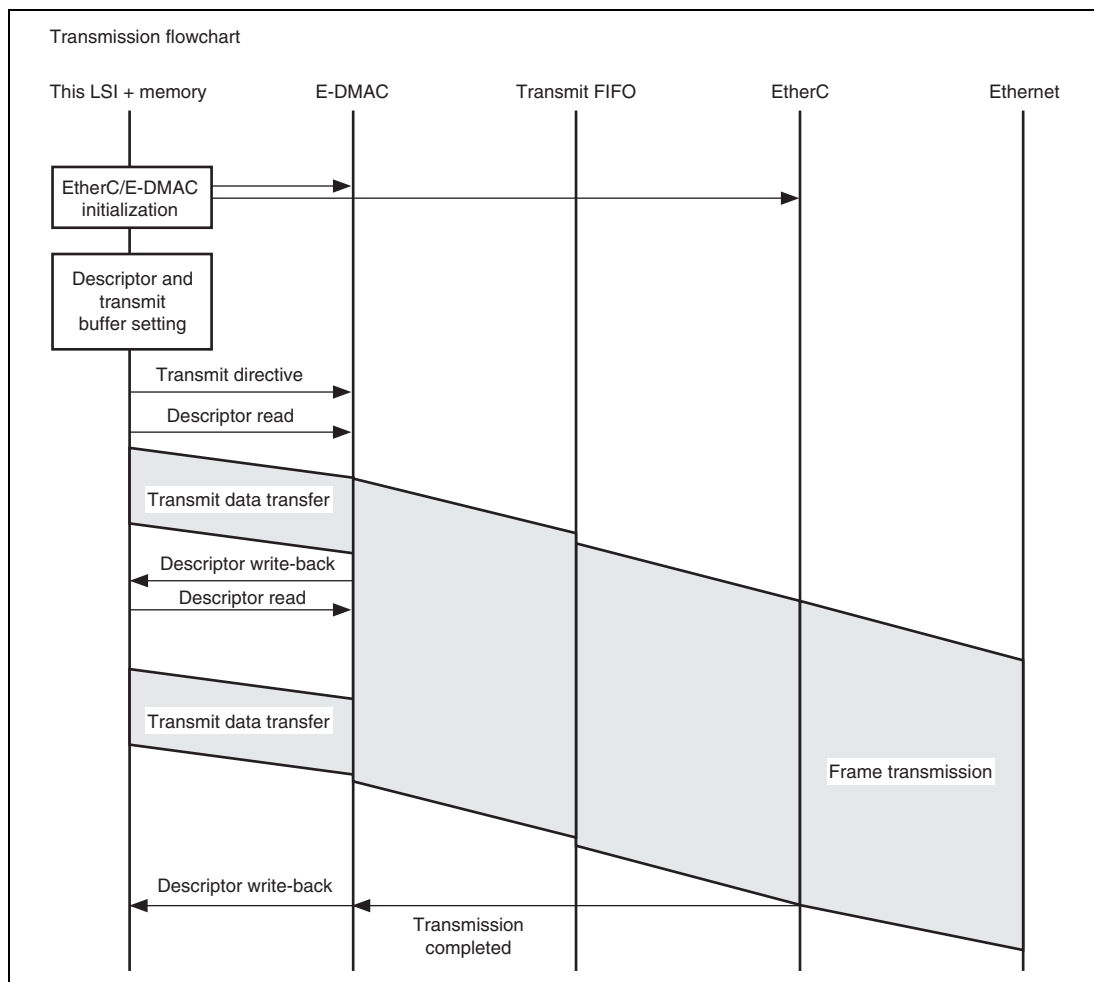 Transmission flowchart
This LSI + memory
E-DMAC
Transmit FIFO
EtherC
Ethernet
EtherC/E-DMAC
initialization
Descriptor and
transmit
buffer setting
Transmit directive
Descriptor read
Transmit data transfer
Descriptor write-back
Descriptor read
Transmit data transfer
Frame transmission
Descriptor write-back
Transmission
completed